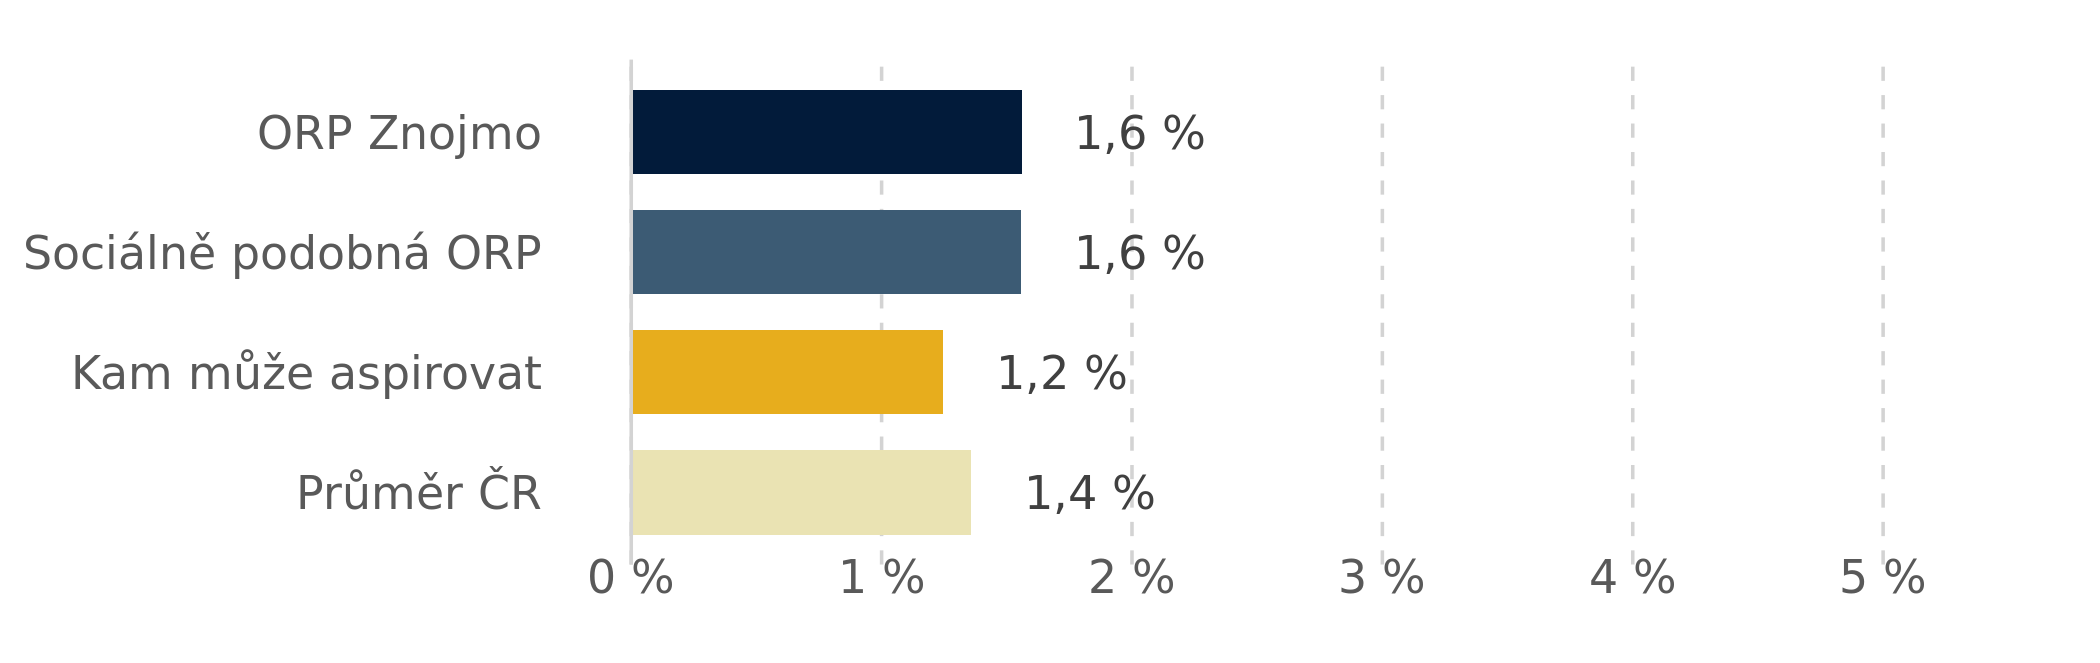 ORP Znojmo 1,6 %
Sociálně podobná ORP 1,6 %
Kam může aspirovat 1,2 %
Průměr ČR 1,4 %
0 % 1 % 2 % 3 % 4 % 5 %